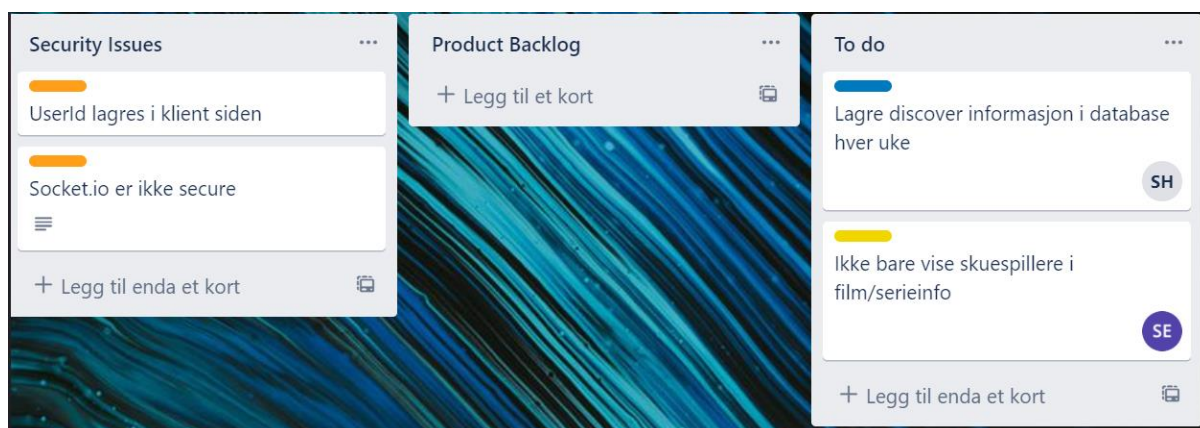 Security Issues
UserId lagres i klient siden
Socket.io er ikke secure
+ Legg til enda et kort
Product Backlog
+ Legg til et kort
To do
Lagre discover informasjon i database
hver uke
SH
Ikke bare vise skuespillere i
film/serieinfo
SE
+ Legg til enda et kort